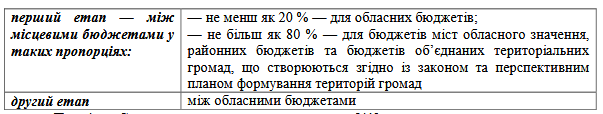 перший етап — між
місцевими бюджетами у
таких пропорціях:
— не менш як 20 % — для обласних бюджетів;
— не більш як 80 % — для бюджетів міст обласного значення,
районних бюджетів та бюджетів об’єднаних територіальних
громад, що створюються згідно із законом та перспективним
планом формування територій громад
другий етап
між обласними бюджетами